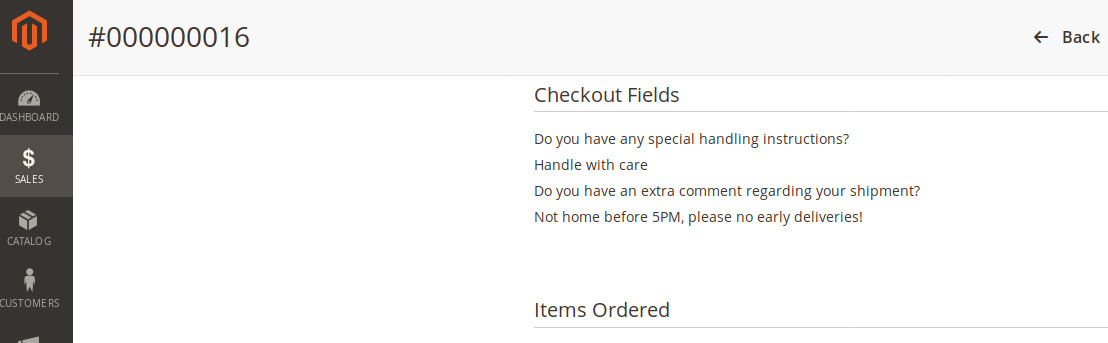 #000000016
← Back
DASHBOARD
$
SALES
CATALOG
CUSTOMERS
Checkout Fields
Do you have any special handling instructions?
Handle with care
Do you have an extra comment regarding your shipment?
Not home before 5PM, please no early deliveries!
Items Ordered